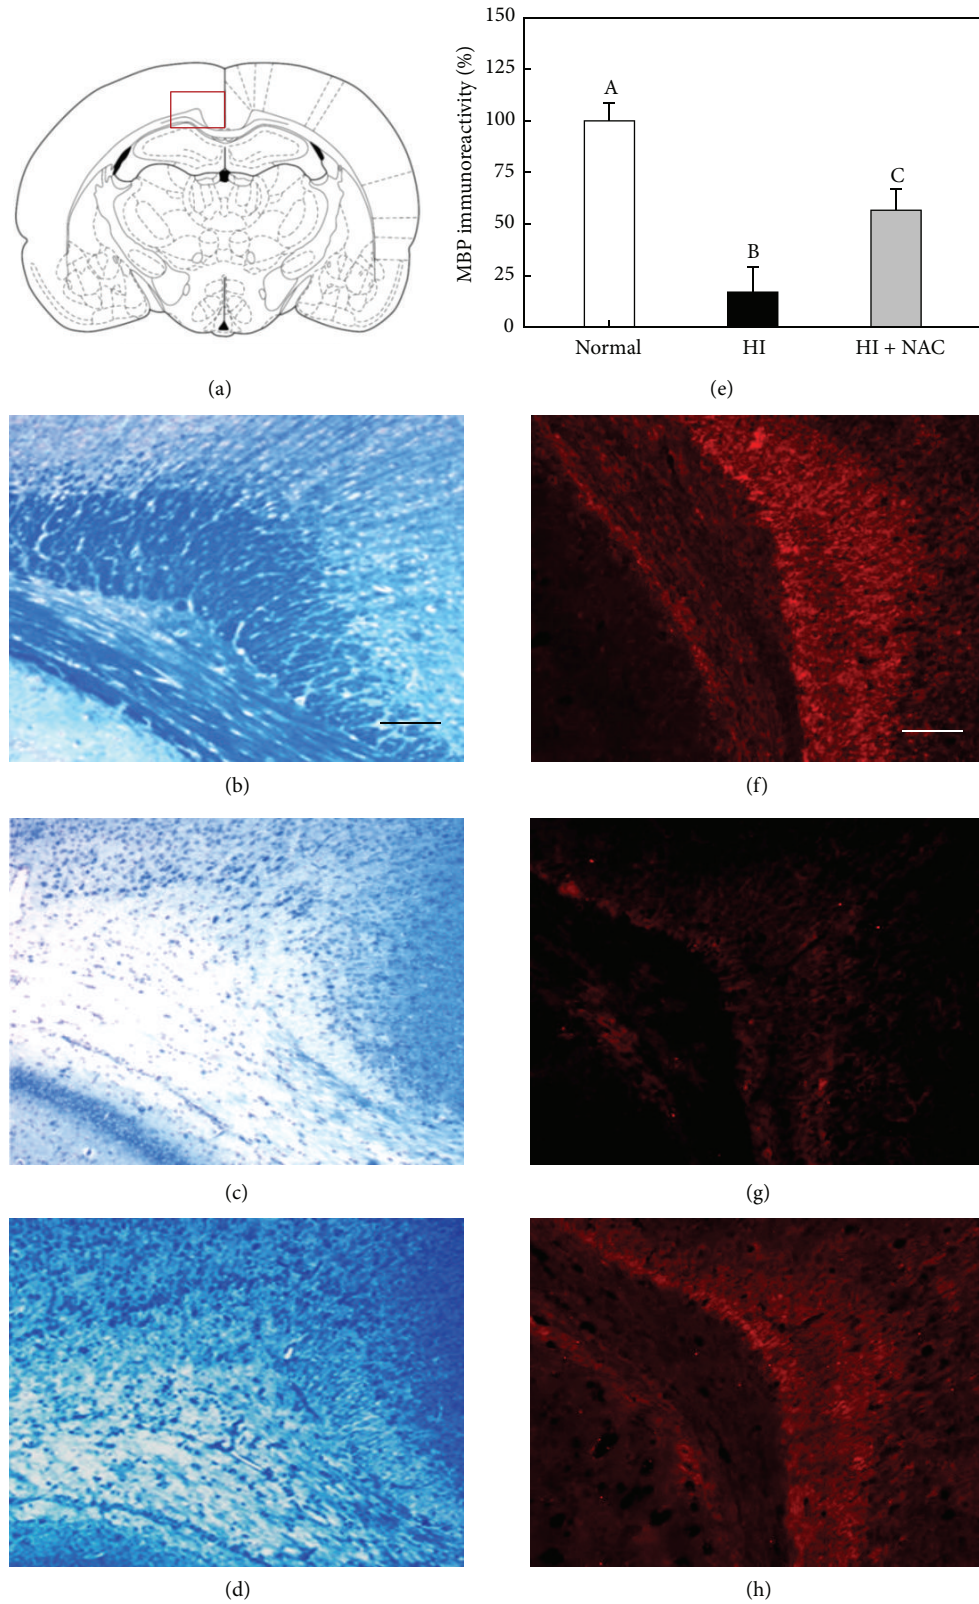 (a)
150
125
100
75
50
25
0
MBP immunoreactivity (%)
A
B
C
Normal HI HI + NAC
(e)
(b)
(f)
(c)
(g)
(d)
(h)